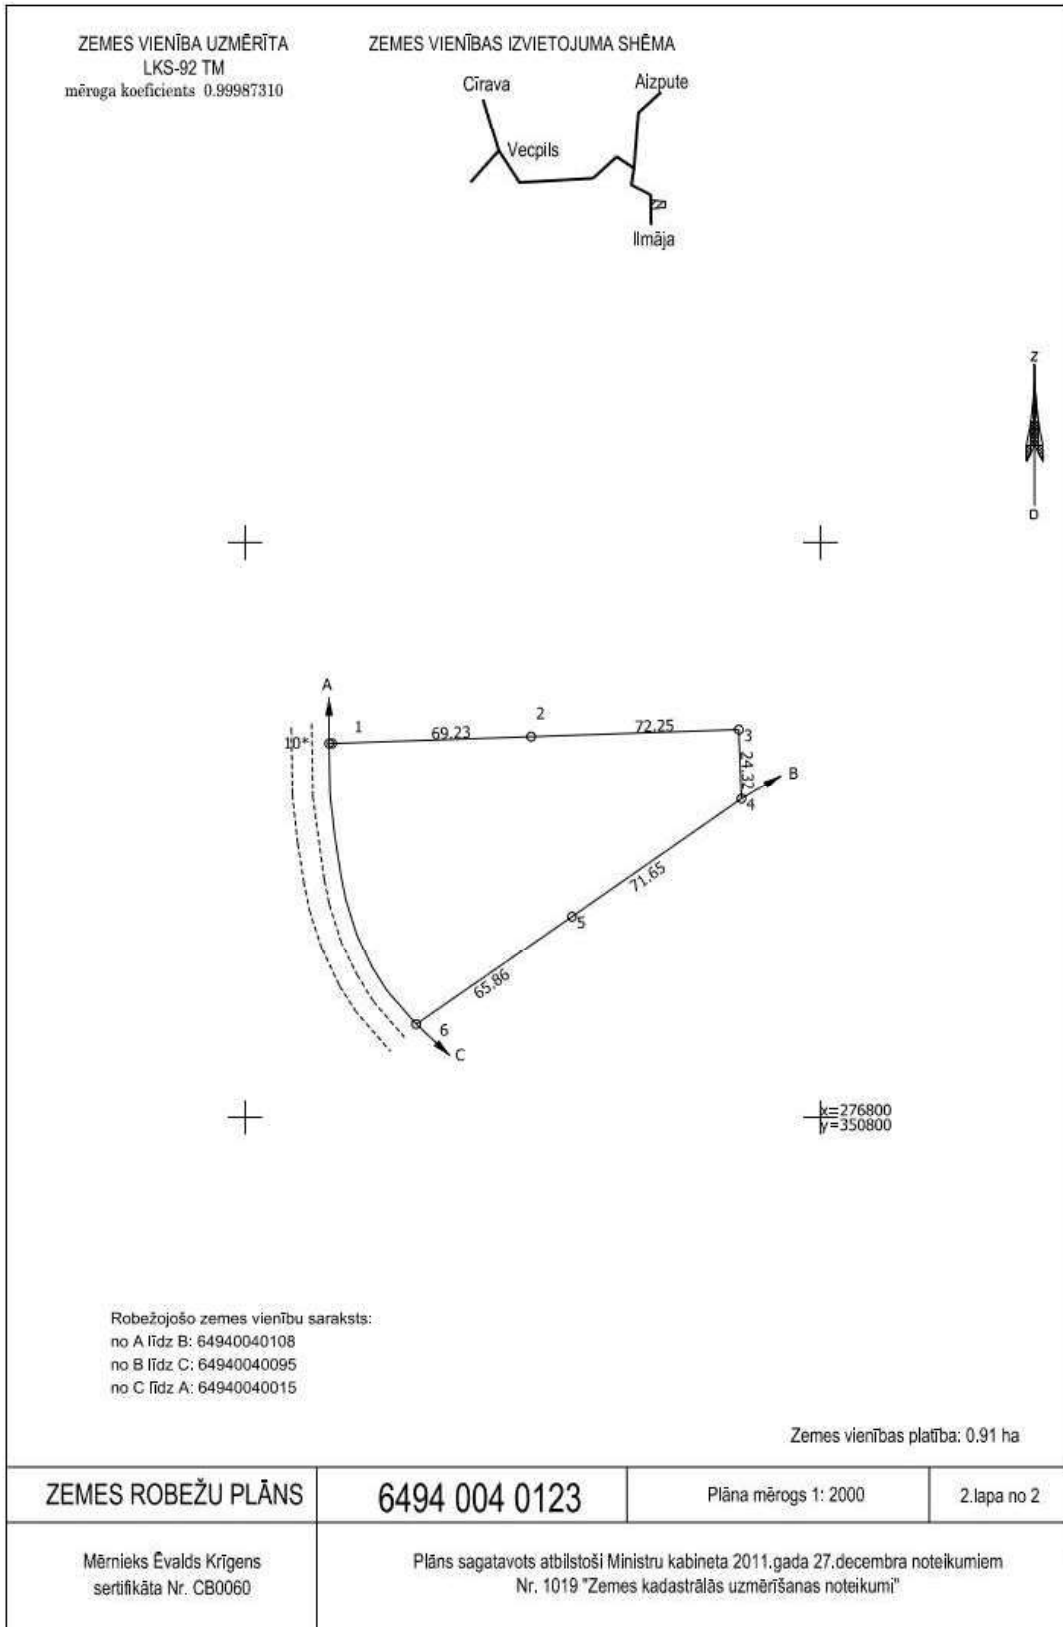 ZEMES VIENĪBA UZMĒRĪTA
LKS-92 TM
mēroga koeficients 0.99987310
ZEMES VIENĪBAS IZVIETOJUMA SHĒMA
Cīrava
Aizpute
Vecpils
Ilmāja
Z
D
A
10*
1
69.23
2
72.25
3
24.32
B
4
71.65
5
65.86
6
C
x=276800
y=350800
Robežojošo zemes vienību saraksts:
no A līdz B: 64940040108
no B līdz C: 64940040095
no C līdz A: 64940040015
Zemes vienības platība: 0.91 ha
ZEMES ROBEŽU PLĀNS
6494 004 0123
Plāna mērogs 1: 2000
2.lapa no 2
Mērnieks Ēvalds Krīgens
sertifikāta Nr. CB0060
Plāns sagatavots atbilstoši Ministru kabineta 2011.gada 27.decembra noteikumiem
Nr. 1019 "Zemes kadastrālās uzmērīšanas noteikumi"